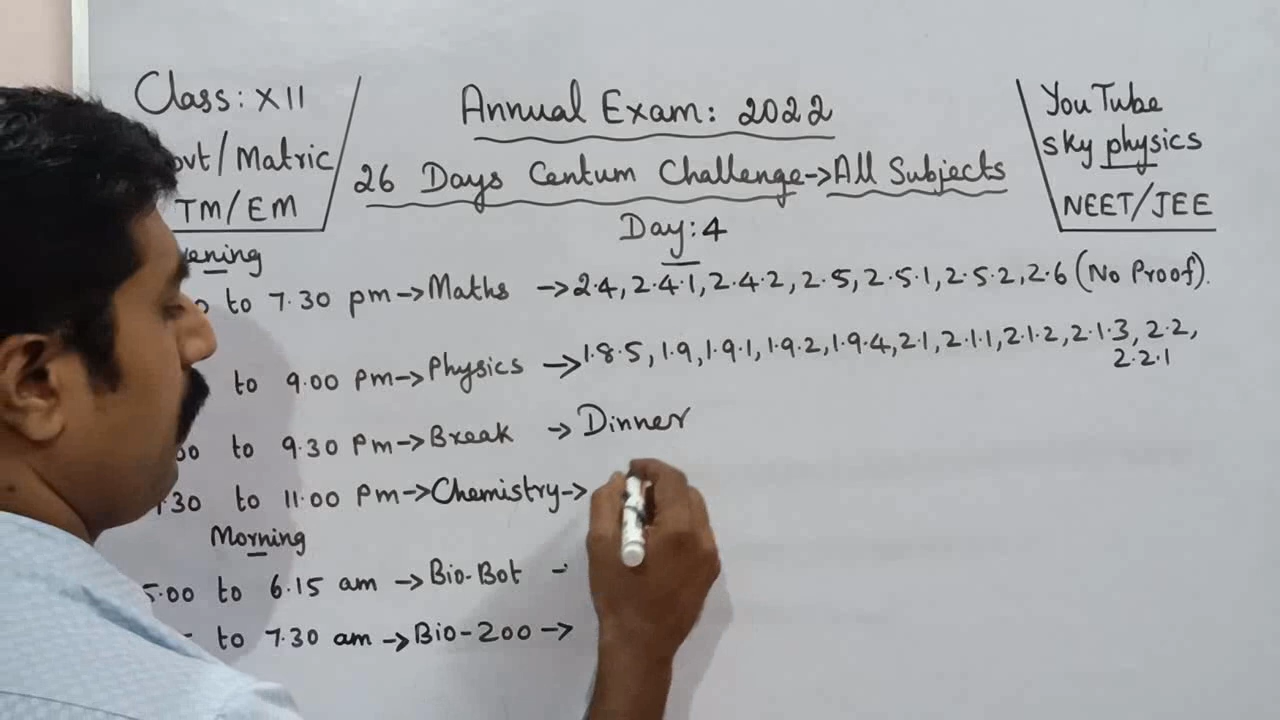 Class: XII
ovt/Matric
TM/EM
Annual Exam: 2022
26 Days Centum Challenge->All Subjects
Day: 4
YouTube
sky physics
NEET/JEE
ening
to 7.30 pm->Maths ->2.4, 2.4.1, 2.4.2, 2.5, 2.5.1, 2.5.2, 2.6 (No Proof).
to 9.00 Pm->Physics ->1.8.5, 1.9, 1.9.1, 1.9.2, 1.9.4, 2.1, 2.1.1, 2.1.2, 2.1.3, 2.2,
2.2.1
00 to 9.30 Pm->Break -> Dinner
.30 to 11.00 Pm->Chemistry->
Morning
5.00 to 6.15 am ->Bio-Bot -
to 7.30 am ->Bio-Zoo ->